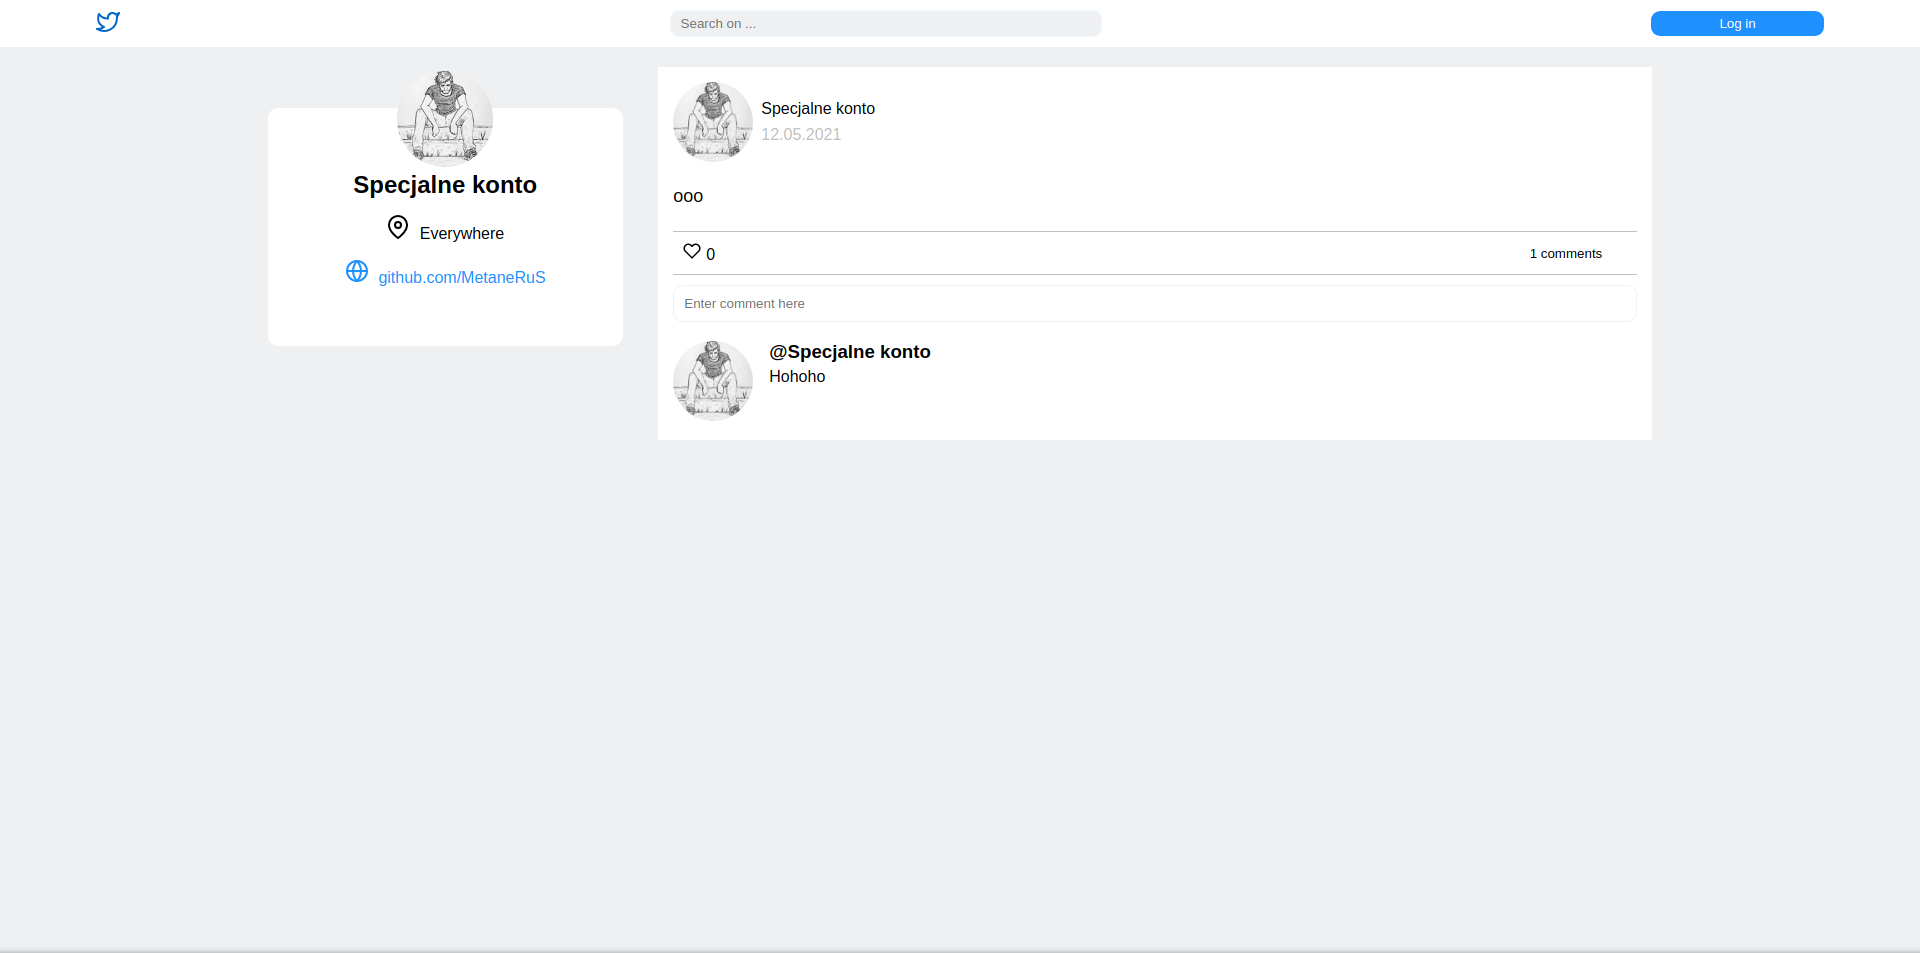 Search on ...
Log in
Specjalne konto
Everywhere
github.com/MetaneRuS
Specjalne konto
12.05.2021
ooo
0
1 comments
Enter comment here
@Specjalne konto
Hohoho